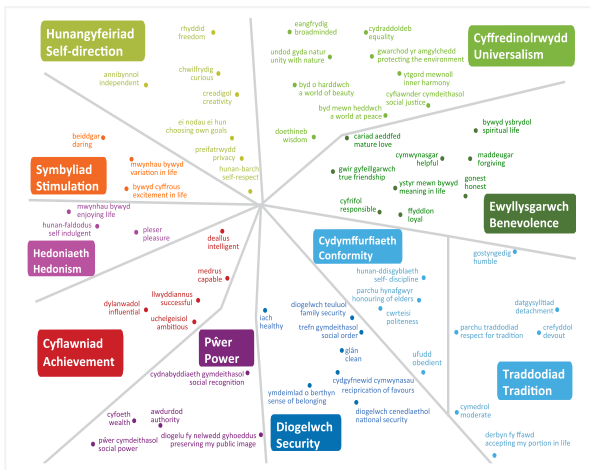 Hunangyfeiriad
Self-direction
rhyddid
freedom
annibynnol
independent
chwilfrydig
curious
creadigol
creativity
ei nodau ei hun
choosing own goals
preifatrwydd
privacy
hunan-barch
self-respect
eangfrydig
broadminded
cydraddoldeb
equality
undod gyda natur
unity with nature
gwarchod yr amgylchedd
protecting the environment
byd o harddwch
a world of beauty
ytgord mewnoll
inner harmony
cyfiawnder cymdeithasol
social justice
byd mewn heddwch
a world at peace
doethineb
wisdom
Cyffredinolrwydd
Universalism
beiddgar
daring
Symbyliad
Stimulation
mwynhau bywyd
variation in life
bywyd cyffrous
excitement in life
cariad aeddfed
mature love
bywyd ysbrydol
spiritual life
cymwynasgar
helpful
maddeugar
forgiving
gwir gyfeillgarwch
true friendship
ystyr mewn bywyd
meaning in life
gonest
honest
cyfrifol
responsible
ffyddlon
loyal
Ewyllysgarwch
Benevolence
mwynhau bywyd
enjoying life
hunan-faldodus
self indulgent
pleser
pleasure
Hedoniaeth
Hedonism
deallus
intelligent
medrus
capable
llwyddiannus
successful
dylanwadol
influential
uchelgeisiol
ambitious
Cyflawniad
Achievement
Pŵer
Power
cydnabyddiaeth gymdeithasol
social recognition
cyfoeth
wealth
awdurdod
authority
pŵer cymdeithasol
social power
diogelu fy nelwedd gyhoeddus
preserving my public image
iach
healthy
diogelwch teuluol
family security
trefn gymdeithasol
social order
glân
clean
cydgyfnewid cymwynasau
reciprication of favours
ymdeimlad o berthyn
sense of belonging
diogelwch cenedlaethol
national security
Diogelwch
Security
Cydymffurfiaeth
Conformity
hunan-ddisgyblaeth
self- discipline
parchu hynafgwyr
honouring of elders
cwrteisi
politeness
ufudd
obedient
gostyngedig
humble
datgysylltiad
detachment
parchu traddodiad
respect for tradition
crefyddol
devout
Traddodiad
Tradition
cymedrol
moderate
derbyn fy ffawd
accepting my portion in life